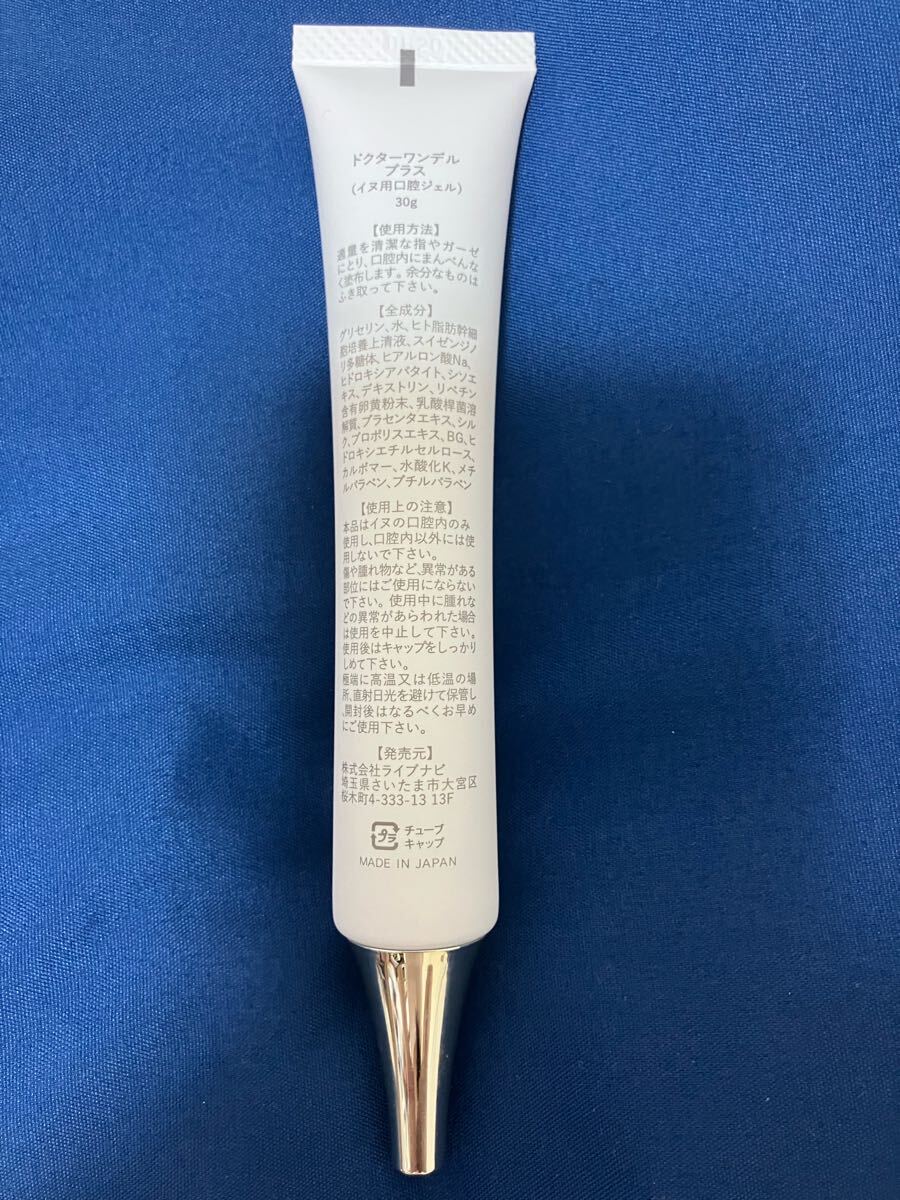 ドクターワンデル
プラス
(イヌ用口腔ジェル)
30g
【使用方法】
適量を清潔な指やガーゼ
にとり、口腔内にまんべんな
く塗布します。余分なものは
ふき取って下さい。
【全成分】
グリセリン、水、ヒト脂肪幹細
胞培養上清液、スイゼンジノ
リ多糖体、ヒアルロン酸Na、
ヒドロキシアパタイト、シソエ
キス、デキストリン、リベチン
含有卵黄粉末、乳酸桿菌溶
解質、プラセンタエキス、シル
ク、プロポリスエキス、BG、ヒ
ドロキシエチルセルロース、
カルボマー、水酸化K、メチ
ルパラベン、ブチルパラベン
【使用上の注意】
本品はイヌの口腔内のみ
使用し、口腔内以外には使
用しないで下さい。
傷や腫れ物など、異常がある
部位にはご使用にならない
で下さい。使用中に腫れな
どの異常があらわれた場合
は使用を中止して下さい。
使用後はキャップをしっかり
しめて下さい。
極端に高温又は低温の場
所、直射日光を避けて保管し
、開封後はなるべくお早め
にご使用下さい。
【発売元】
株式会社ライブナビ
埼玉県さいたま市大宮区
桜木町4-333-13 13F
プラ チューブ
キャップ
MADE IN JAPAN